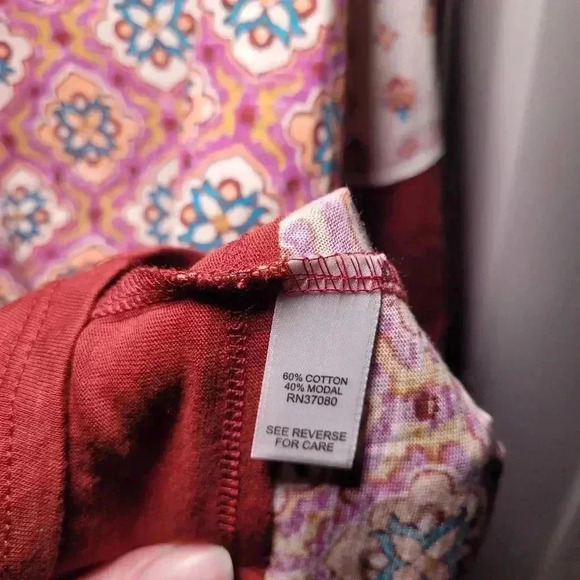 60% COTTON
40% MODAL
RN37080
SEE REVERSE
FOR CARE